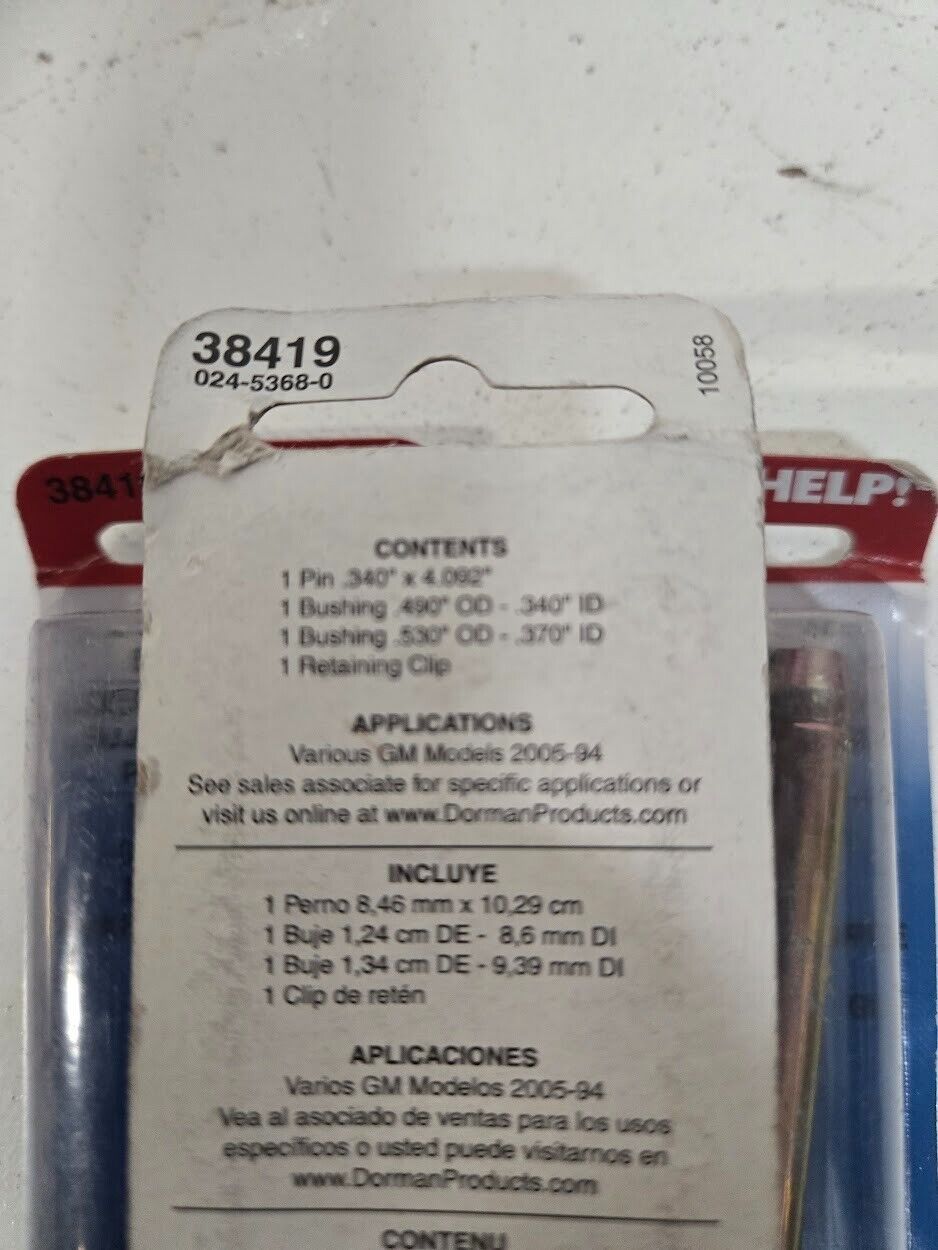 38419
024-5368-0
10058
3841
HELP!
CONTENTS
1 Pin .340" x 4.092"
1 Bushing .490" OD - .340" ID
1 Bushing .530" OD - .370" ID
1 Retaining Clip
APPLICATIONS
Various GM Models 2005-94
See sales associate for specific applications or
visit us online at www.DormanProducts.com
INCLUYE
1 Perno 8,46 mm x 10,29 cm
1 Buje 1,24 cm DE - 8,6 mm DI
1 Buje 1,34 cm DE - 9,39 mm DI
1 Clip de retén
APLICACIONES
Varios GM Modelos 2005-94
Vea al asociado de ventas para los usos
específicos o usted puede visitarnos en
www.DormanProducts.com
CONTENU